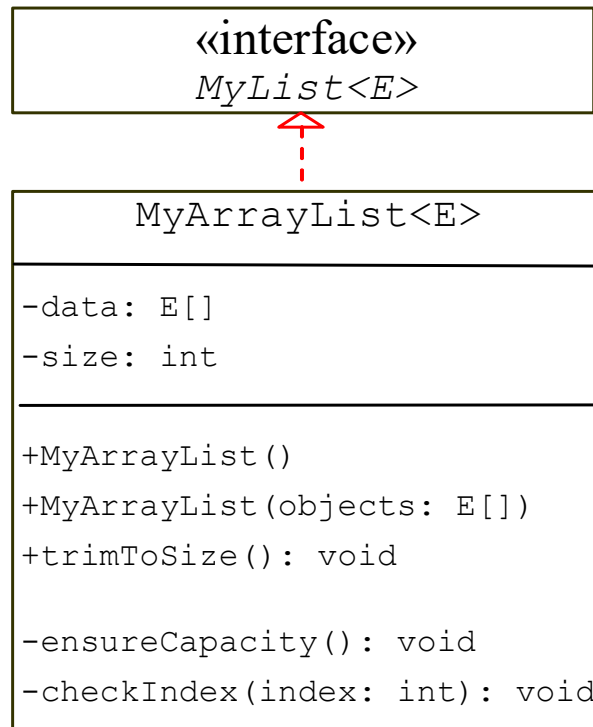 «interface»
MyList<E>
MyArrayList<E>
-data: E[]
-size: int
+MyArrayList()
+MyArrayList(objects: E[])
+trimToSize(): void
-ensureCapacity(): void
-checkIndex(index: int): void